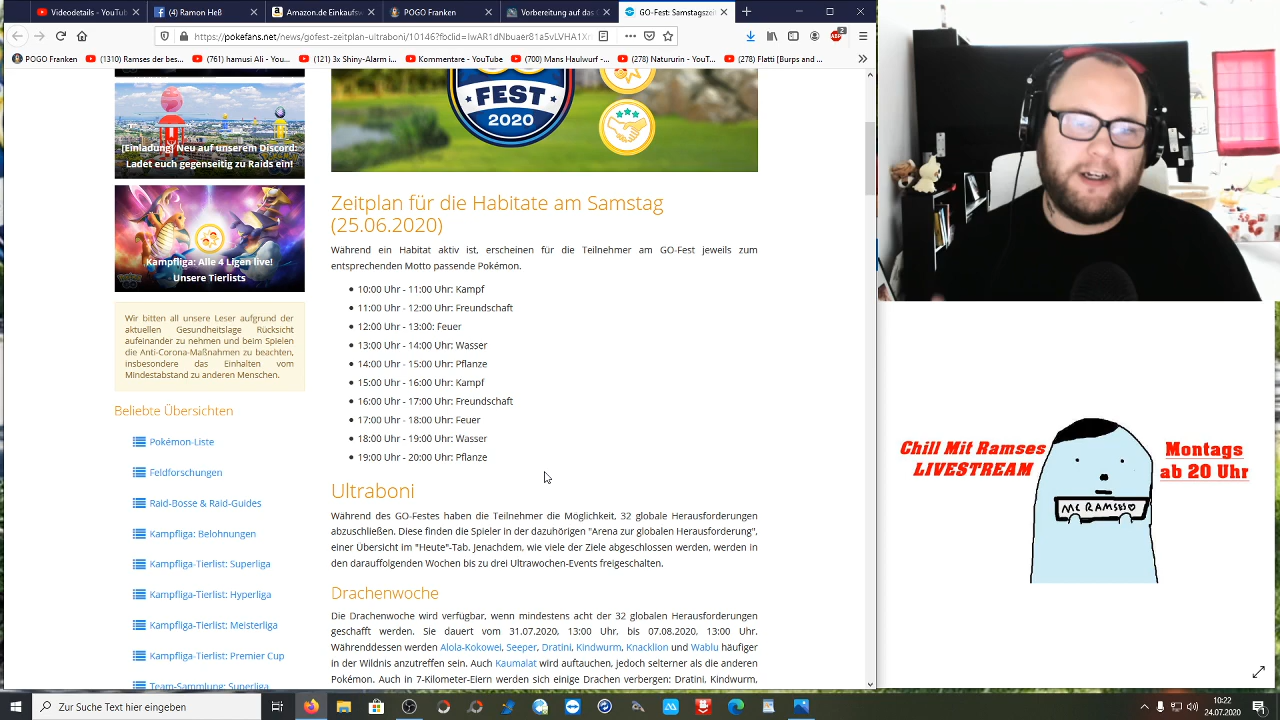 Videodetails - YouTub
(4) Ramon Heß
Amazon.de Einkaufsw
POGO Franken
Vorbereitung auf das
GO-Fest: Samstagszeit
https://pokefans.net/news/gofest-zeitplan-ultraboni/10146?
POGO Franken
(1310) Ramses der bes...
(761) hamusi Ali - You...
(121) 3x Shiny-Alarm i...
Kommentare - YouTube
(700) Mans Haulwurf -...
(278) Natururin - YouT...
(278) Flatti [Burps and ...
FEST
2020
[Einladung] Neu auf unserem Discord:
Ladet euch gegenseitig zu Raids ein!
Kampfliga: Alle 4 Ligen live!
Unsere Tierlists
Wir bitten all unsere Leser aufgrund der
aktuellen Gesundheitslage Rücksicht
aufeinander zu nehmen und beim Spielen
die Anti-Corona-Maßnahmen zu beachten,
insbesondere das Einhalten vom
Mindestabstand zu anderen Menschen.
Beliebte Übersichten
Pokémon-Liste
Feldforschungen
Raid-Bosse & Raid-Guides
Kampfliga: Belohnungen
Kampfliga-Tierlist: Superliga
Kampfliga-Tierlist: Hyperliga
Kampfliga-Tierlist: Meisterliga
Kampfliga-Tierlist: Premier Cup
Team-Sammlung: Superliga
Zeitplan für die Habitate am Samstag
(25.06.2020)
Während ein Habitat aktiv ist, erscheinen für die Teilnehmer am GO-Fest jeweils zum
entsprechenden Motto passende Pokémon.
10:00 Uhr - 11:00 Uhr: Kampf
11:00 Uhr - 12:00 Uhr: Freundschaft
12:00 Uhr - 13:00: Feuer
13:00 Uhr - 14:00 Uhr: Wasser
14:00 Uhr - 15:00 Uhr: Pflanze
15:00 Uhr - 16:00 Uhr: Kampf
16:00 Uhr - 17:00 Uhr: Freundschaft
17:00 Uhr - 18:00 Uhr: Feuer
18:00 Uhr - 19:00 Uhr: Wasser
19:00 Uhr - 20:00 Uhr: Pflanze
Ultraboni
Während des GO-Festes haben die Teilnehmer die Möglichkeit, 32 globale Herausforderungen
abzuschließen. Diese finden die Spieler in der dazuhörigen "Arena zur globalen Herausforderung",
einer Übersicht im "Heute"-Tab. Jenachdem, wie viele der Ziele abgeschlossen werden, werden in
den darauffolgenden Wochen bis zu drei Ultrawochen-Events freigeschalten.
Drachenwoche
Die Drachenwoche wird verfügbar, wenn mindestens acht der 32 globalen Herausforderungen
geschafft werden. Sie dauert vom 31.07.2020, 13:00 Uhr, bis 07.08.2020, 13:00 Uhr.
Währenddessen werden Alola-Kokowei, Seeper, Dratini, Kindwurm, Knacklion und Wablu häufiger
in der Wildnis anzutreffen sein. Auch Kaumalat wird auftauchen, jedoch selterner als die anderen
Pokémon. Auch in 7-Kilometer-Eiern werden sich einige Drachen verbergen: Dratini, Kindwurm,
Chill Mit Ramses
LIVESTREAM
Mc RAMSES♡
Montags
ab 20 Uhr
Zur Suche Text hier eingeben
10:22
24.07.2020